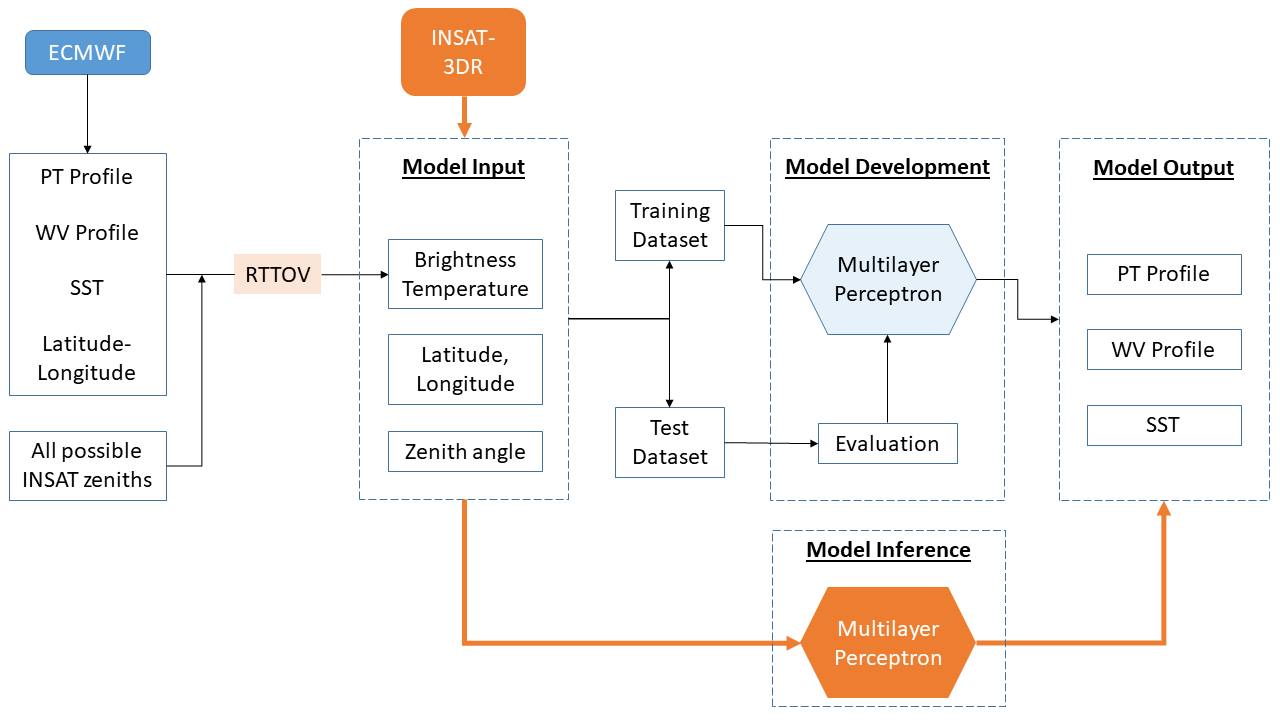 ECMWF
PT Profile
WV Profile
SST
Latitude-
Longitude
All possible
INSAT zeniths
RTTOV
INSAT-
3DR
Model Input
Brightness
Temperature
Latitude,
Longitude
Zenith angle
Training
Dataset
Test
Dataset
Model Development
Multilayer
Perceptron
Evaluation
Model Inference
Multilayer
Perceptron
Model Output
PT Profile
WV Profile
SST